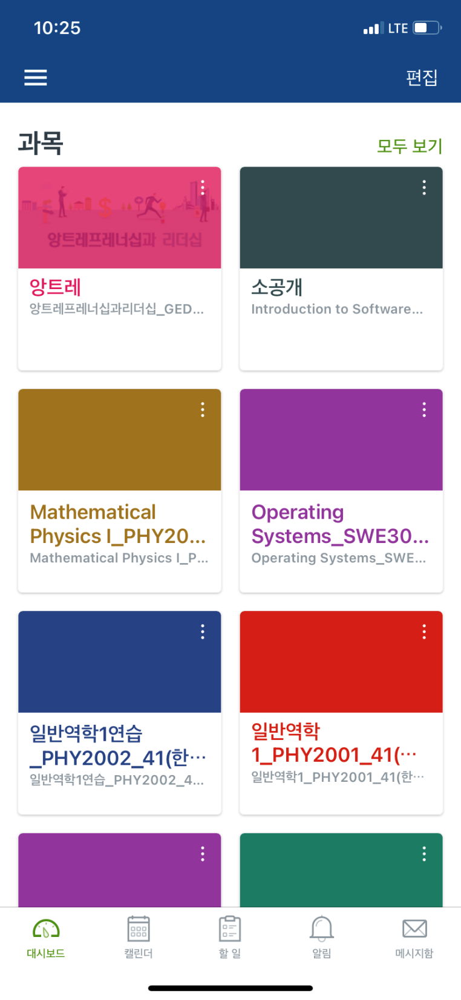 10:25
LTE
편집
과목
모두 보기
앙트레프레너십과 리더십
앙트레
앙트레프레너십과리더십_GED...
소공개
Introduction to Software...
Mathematical
Physics I_PHY20...
Mathematical Physics I_P...
Operating
Systems_SWE30...
Operating Systems_SWE...
일반역학1연습
_PHY2002_41(한...
일반역학1연습_PHY2002_4...
일반역학
1_PHY2001_41(...
일반역학1_PHY2001_41(한...
대시보드
캘린더
할 일
알림
메시지함